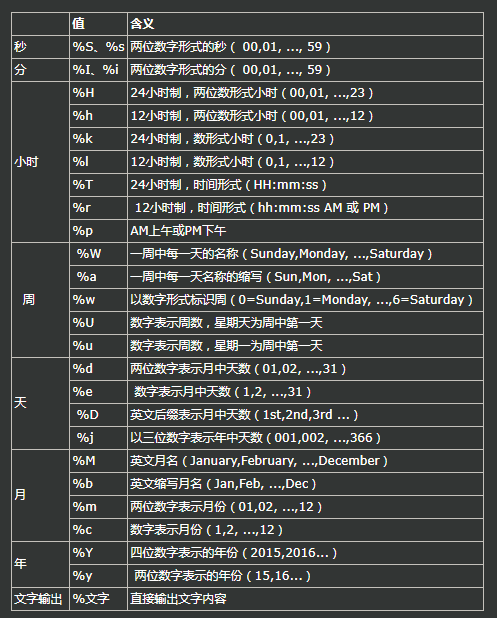 值 含义
秒 %S、%s 两位数字形式的秒（ 00,01, ..., 59）
分 %I、%i 两位数字形式的分（ 00,01, ..., 59）
小时 %H 24小时制，两位数形式小时（00,01, ...,23）
%h 12小时制，两位数形式小时（00,01, ...,12）
%k 24小时制，数形式小时（0,1, ...,23）
%l 12小时制，数形式小时（0,1, ...,12）
%T 24小时制，时间形式（HH:mm:ss）
%r 12小时制，时间形式（hh:mm:ss AM 或 PM）
%p AM上午或PM下午
周 %W 一周中每一天的名称（Sunday,Monday, ...,Saturday）
%a 一周中每一天名称的缩写（Sun,Mon, ...,Sat）
%w 以数字形式标识周（0=Sunday,1=Monday, ...,6=Saturday）
%U 数字表示周数，星期天为周中第一天
%u 数字表示周数，星期一为周中第一天
天 %d 两位数字表示月中天数（01,02, ...,31）
%e 数字表示月中天数（1,2, ...,31）
%D 英文后缀表示月中天数（1st,2nd,3rd ...）
%j 以三位数字表示年中天数（001,002, ...,366）
月 %M 英文月名（January,February, ...,December）
%b 英文缩写月名（Jan,Feb, ...,Dec）
%m 两位数字表示月份（01,02, ...,12）
%c 数字表示月份（1,2, ...,12）
年 %Y 四位数字表示的年份（2015,2016...）
%y 两位数字表示的年份（15,16...）
文字输出 %文字 直接输出文字内容